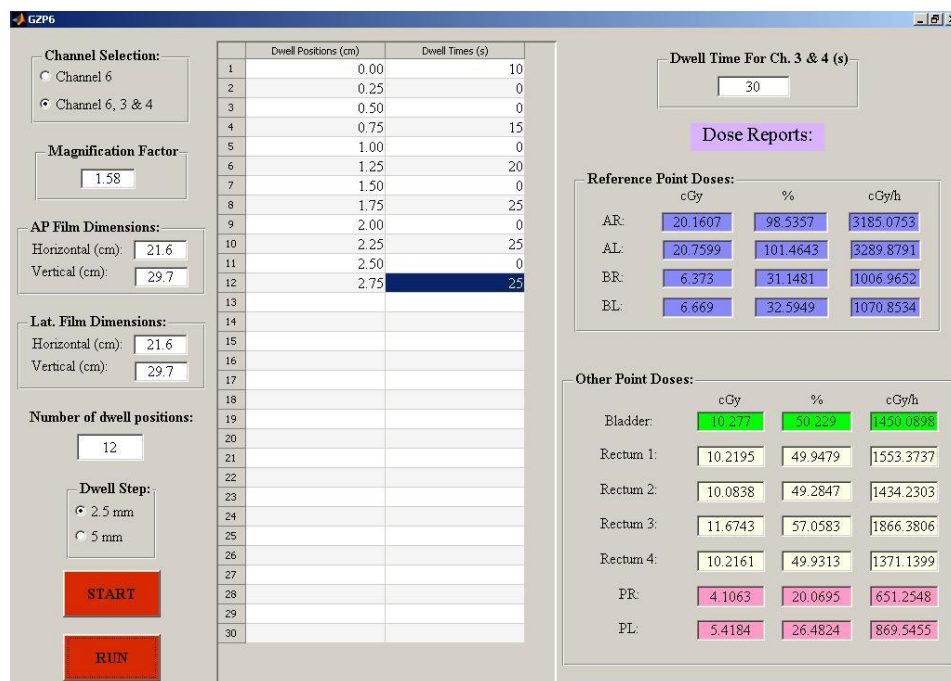 GZP6
Channel Selection:
Channel 6
Channel 6, 3 & 4
Magnification Factor
1.58
AP Film Dimensions:
Horizontal (cm): 21.6
Vertical (cm): 29.7
Lat. Film Dimensions:
Horizontal (cm): 21.6
Vertical (cm): 29.7
Number of dwell positions:
12
Dwell Step:
2.5 mm
5 mm
START
RUN
Dwell Positions (cm) Dwell Times (s)
1 0.00 10
2 0.25 0
3 0.50 0
4 0.75 15
5 1.00 0
6 1.25 20
7 1.50 0
8 1.75 25
9 2.00 0
10 2.25 25
11 2.50 0
12 2.75 25
13
14
15
16
17
18
19
20
21
22
23
24
25
26
27
28
29
30
Dwell Time For Ch. 3 & 4 (s)
30
Dose Reports:
Reference Point Doses:
cGy % cGy/h
AR: 20.1607 98.5357 3185.0753
AL: 20.7599 101.4643 3289.8791
BR: 6.373 31.1481 1006.9652
BL: 6.669 32.5949 1070.8534
Other Point Doses:
cGy % cGy/h
Bladder: 10.277 50.229 1450.0898
Rectum 1: 10.2195 49.9479 1553.3737
Rectum 2: 10.0838 49.2847 1434.2303
Rectum 3: 11.6743 57.0583 1866.3806
Rectum 4: 10.2161 49.9313 1371.1399
PR: 4.1063 20.0695 651.2548
PL: 5.4184 26.4824 869.5455